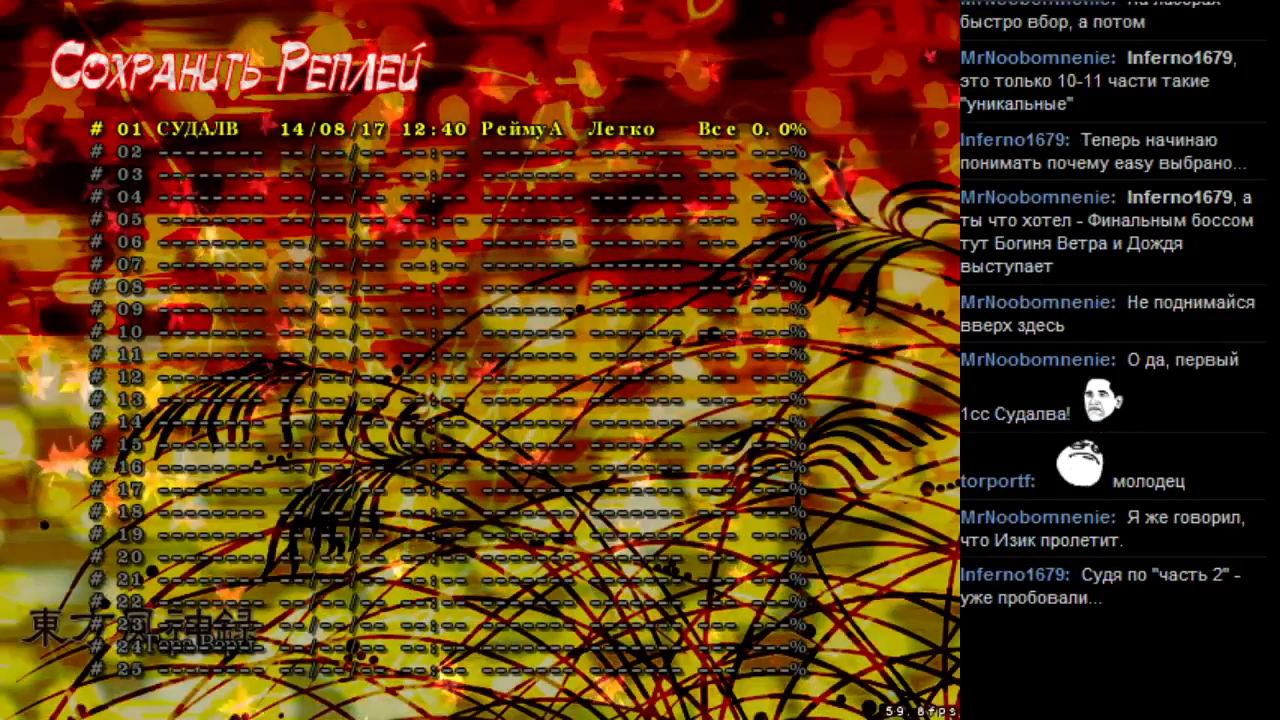 Сохранить Реплей
# 01 СУДАЛВ 14/08/17 12:40 РеймуА Легко Все 0.0%
# 02 -------- --/--/-- --:-- ------- ------ --- ---%
# 03 -------- --/--/-- --:-- ------- ------ --- ---%
# 04 -------- --/--/-- --:-- ------- ------ --- ---%
# 05 -------- --/--/-- --:-- ------- ------ --- ---%
# 06 -------- --/--/-- --:-- ------- ------ --- ---%
# 07 -------- --/--/-- --:-- ------- ------ --- ---%
# 08 -------- --/--/-- --:-- ------- ------ --- ---%
# 09 -------- --/--/-- --:-- ------- ------ --- ---%
# 10 -------- --/--/-- --:-- ------- ------ --- ---%
# 11 -------- --/--/-- --:-- ------- ------ --- ---%
# 12 -------- --/--/-- --:-- ------- ------ --- ---%
# 13 -------- --/--/-- --:-- ------- ------ --- ---%
# 14 -------- --/--/-- --:-- ------- ------ --- ---%
# 15 -------- --/--/-- --:-- ------- ------ --- ---%
# 16 -------- --/--/-- --:-- ------- ------ --- ---%
# 17 -------- --/--/-- --:-- ------- ------ --- ---%
# 18 -------- --/--/-- --:-- ------- ------ --- ---%
# 19 -------- --/--/-- --:-- ------- ------ --- ---%
# 20 -------- --/--/-- --:-- ------- ------ --- ---%
# 21 -------- --/--/-- --:-- ------- ------ --- ---%
# 22 -------- --/--/-- --:-- ------- ------ --- ---%
# 23 -------- --/--/-- --:-- ------- ------ --- ---%
# 24 -------- --/--/-- --:-- ------- ------ --- ---%
# 25 -------- --/--/-- --:-- ------- ------ --- ---%
東方風神録
Гора Веры
59.8fps
быстро вбор, а потом
MrNoobomnenie: Inferno1679,
это только 10-11 части такие
"уникальные"
Inferno1679: Теперь начинаю
понимать почему easy выбрано...
MrNoobomnenie: Inferno1679, а
ты что хотел - Финальным боссом
тут Богиня Ветра и Дождя
выступает
MrNoobomnenie: Не поднимайся
вверх здесь
MrNoobomnenie: О да, первый
1сс Судалва!
torportf: молодец
MrNoobomnenie: Я же говорил,
что Изик пролетит.
Inferno1679: Судя по "часть 2" -
уже пробовали...